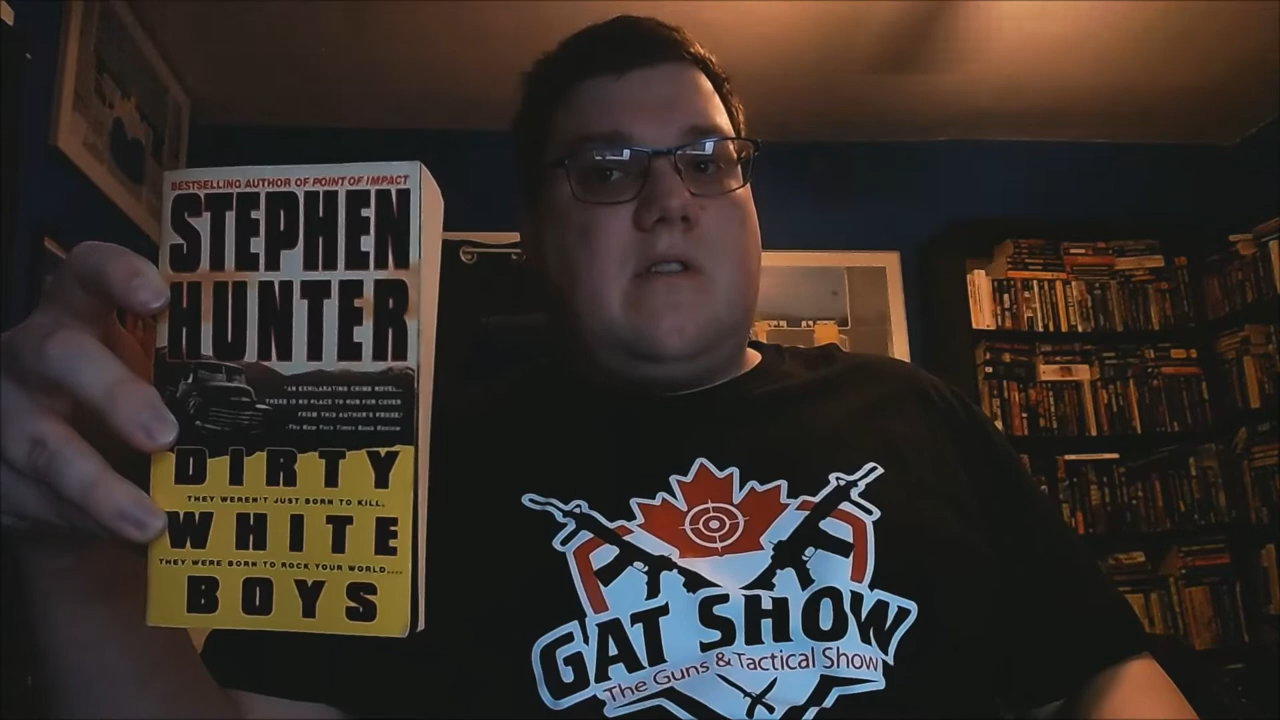 BESTSELLING AUTHOR OF POINT OF IMPACT
STEPHEN
HUNTER
"AN EXHILARATING CRIME NOVEL...
THERE IS NO PLACE TO RUN FOR COVER
FROM THIS AUTHOR'S PROSE!"
-The New York Times Book Review
DIRTY
THEY WEREN'T JUST BORN TO KILL.
WHITE
THEY WERE BORN TO ROCK YOUR WORLD....
BOYS
GAT SHOW
The Guns & Tactical Show